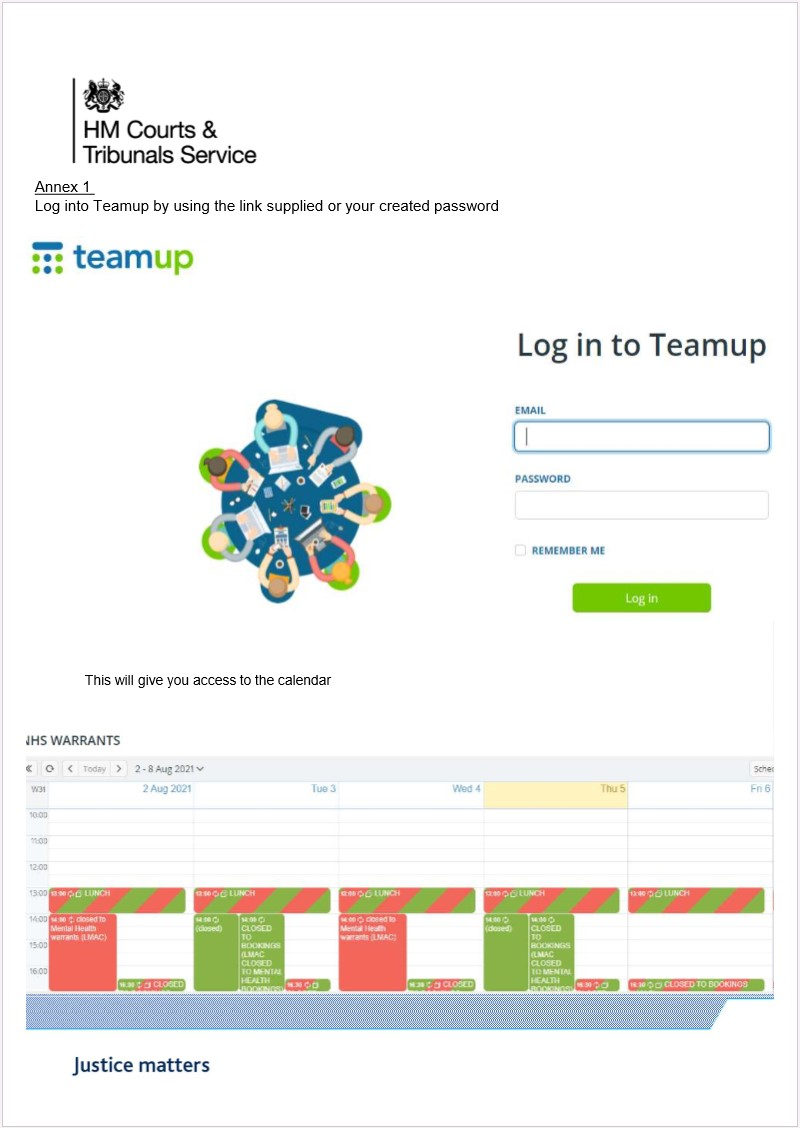 HM Courts &
Tribunals Service
Annex 1
Log into Teamup by using the link supplied or your created password
teamup
Log in to Teamup
EMAIL
PASSWORD
REMEMBER ME
Log in
This will give you access to the calendar
NHS WARRANTS
Today
2 - 8 Aug 2021
Sche
W31
2 Aug 2021
Tue 3
Wed 4
Thu 5
Fri 6
10:00
11:00
12:00
13:00
13:00 LUNCH
13:00 LUNCH
13:00 LUNCH
13:00 LUNCH
13:00 LUNCH
14:00
14:00 closed to
Mental Health
warrants (LMAC)
14:00
(closed)
14:00
CLOSED
TO
BOOKINGS
(LMAC
CLOSED
TO MENTAL
HEALTH
BOOKINGS)
14:00 closed to
Mental Health
warrants (LMAC)
14:00
(closed)
14:00
CLOSED
TO
BOOKINGS
(LMAC
CLOSED
TO MENTAL
HEALTH
BOOKINGS)
15:00
16:00
16:30 CLOSED
16:30
16:30 CLOSED
16:30
16:30 CLOSED TO BOOKINGS
Justice matters